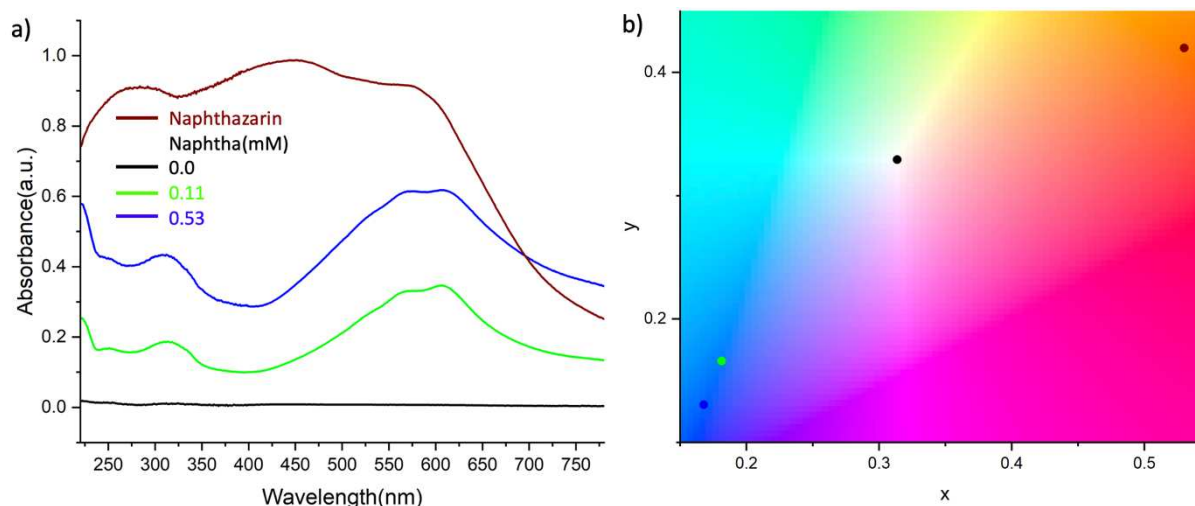 a)
1.0
0.8
0.6
0.4
0.2
0.0
Absorbance(a.u.)
Naphthazarin
Naphtha(mM)
0.0
0.11
0.53
250 300 350 400 450 500 550 600 650 700 750
Wavelength(nm)
b)
0.4
0.2
y
0.2 0.3 0.4 0.5
x